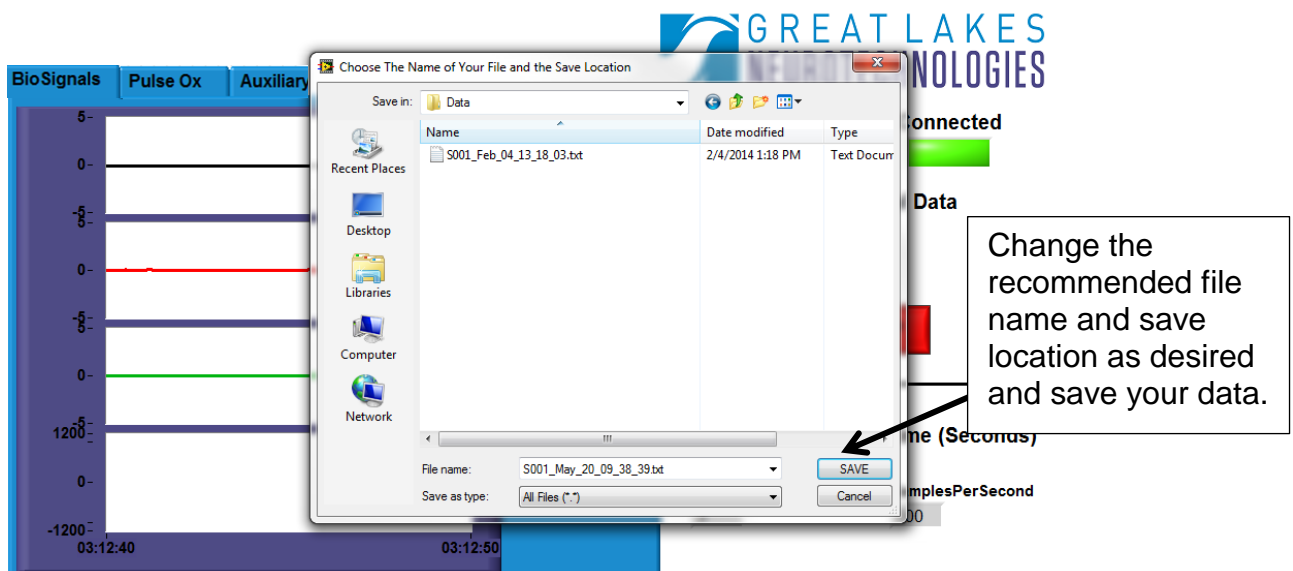 GREAT LAKES
NEUROTECHNOLOGIES
BioSignals
Pulse Ox
Auxiliary
Choose The Name of Your File and the Save Location
Save in:
Data
Name
Date modified
Type
S001_Feb_04_13_18_03.txt
2/4/2014 1:18 PM
Text Docum
Recent Places
Desktop
Libraries
Computer
Network
File name:
S001_May_20_09_38_39.txt
SAVE
Save as type:
All Files (*.*)
Cancel
onnected
Data
Change the
recommended file
name and save
location as desired
and save your data.
me (Seconds)
mplesPerSecond
00
5
0
-5
5
0
-5
5
0
-5
1200
0
-1200
03:12:40
03:12:50